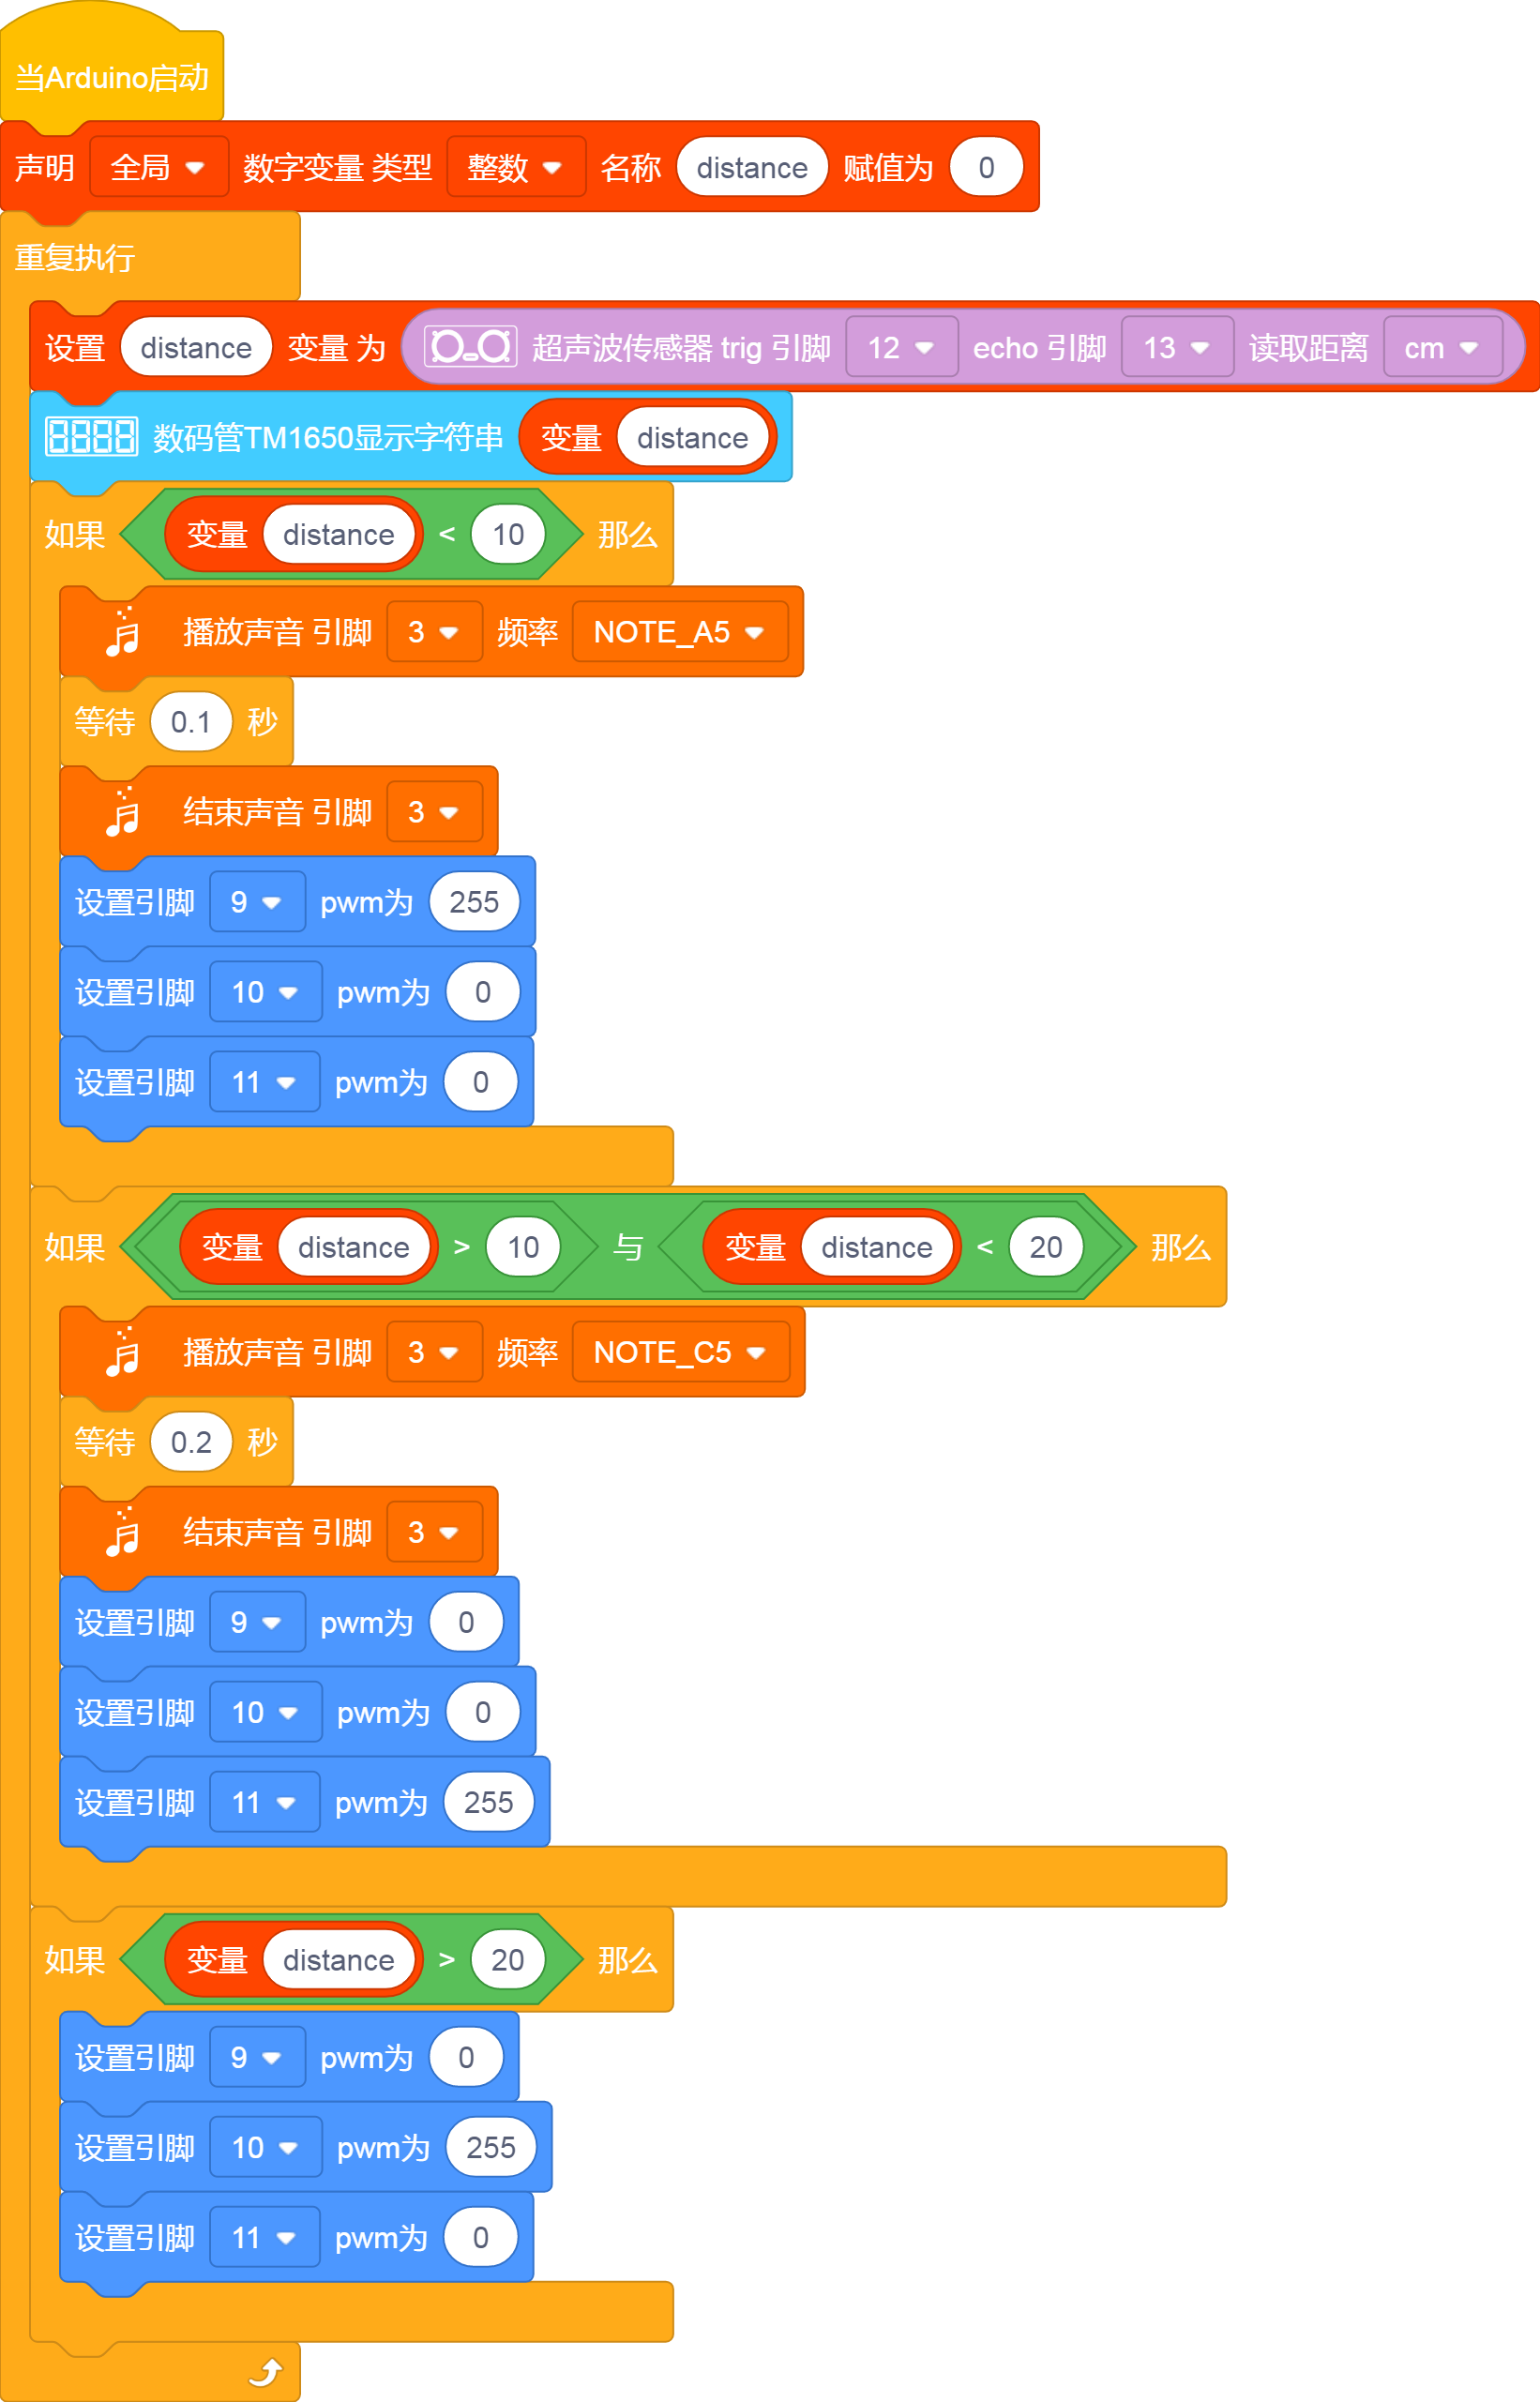 当Arduino启动
声明 全局 数字变量 类型 整数 名称 distance 赋值为 0
重复执行
设置 distance 变量 为 超声波传感器 trig 引脚 12 echo 引脚 13 读取距离 cm
数码管TM1650显示字符串 变量 distance
如果 变量 distance < 10 那么
播放声音 引脚 3 频率 NOTE_A5
等待 0.1 秒
结束声音 引脚 3
设置引脚 9 pwm为 255
设置引脚 10 pwm为 0
设置引脚 11 pwm为 0
如果 变量 distance > 10 与 变量 distance < 20 那么
播放声音 引脚 3 频率 NOTE_C5
等待 0.2 秒
结束声音 引脚 3
设置引脚 9 pwm为 0
设置引脚 10 pwm为 0
设置引脚 11 pwm为 255
如果 变量 distance > 20 那么
设置引脚 9 pwm为 0
设置引脚 10 pwm为 255
设置引脚 11 pwm为 0